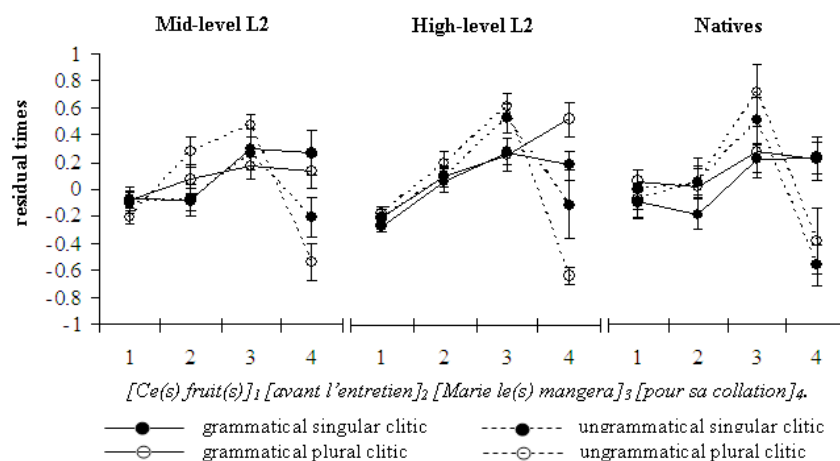 Mid-level L2 High-level L2 Natives
residual times
1
0.8
0.6
0.4
0.2
0
-0.2
-0.4
-0.6
-0.8
-1
1 2 3 4 1 2 3 4 1 2 3 4
[Ce(s) fruit(s)]1 [avant l'entretien]2 [Marie le(s) mangera]3 [pour sa collation]4.
grammatical singular clitic ungrammatical singular clitic
grammatical plural clitic ungrammatical plural clitic